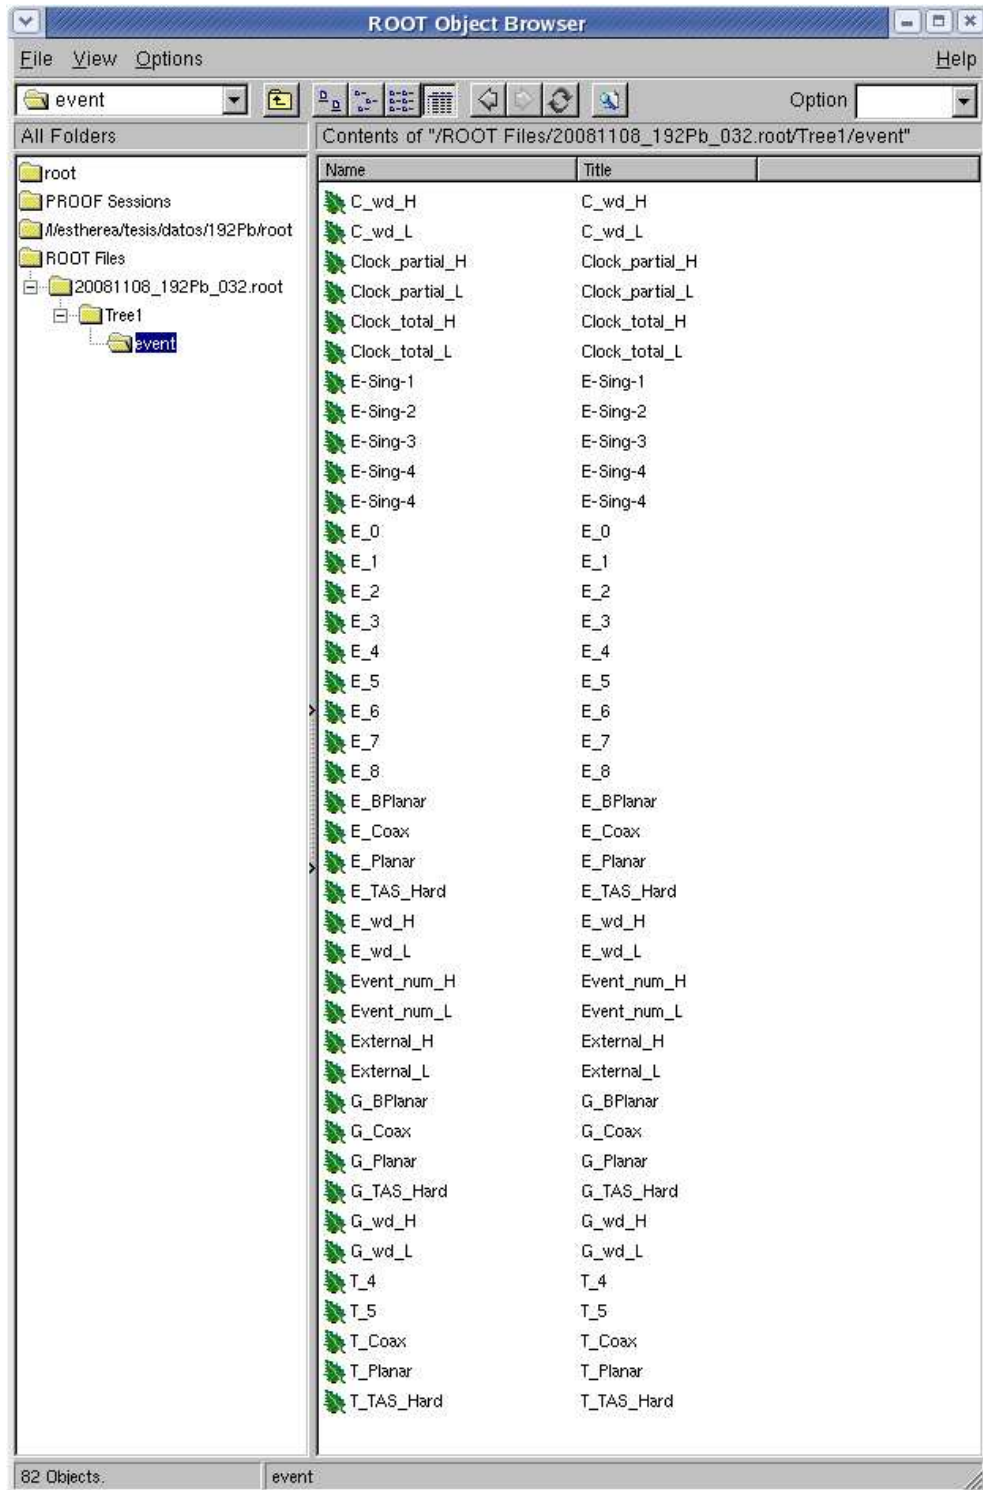 ROOT Object Browser
File View Options Help
event Option
All Folders Contents of "/ROOT Files/20081108_192Pb_032.root/Tree1/event"
root
PROOF Sessions
/l/estherea/tesis/datos/192Pb/root
ROOT Files
20081108_192Pb_032.root
Tree1
event
Name Title
C_wd_H C_wd_H
C_wd_L C_wd_L
Clock_partial_H Clock_partial_H
Clock_partial_L Clock_partial_L
Clock_total_H Clock_total_H
Clock_total_L Clock_total_L
E-Sing-1 E-Sing-1
E-Sing-2 E-Sing-2
E-Sing-3 E-Sing-3
E-Sing-4 E-Sing-4
E-Sing-4 E-Sing-4
E_0 E_0
E_1 E_1
E_2 E_2
E_3 E_3
E_4 E_4
E_5 E_5
E_6 E_6
E_7 E_7
E_8 E_8
E_BPlanar E_BPlanar
E_Coax E_Coax
E_Planar E_Planar
E_TAS_Hard E_TAS_Hard
E_wd_H E_wd_H
E_wd_L E_wd_L
Event_num_H Event_num_H
Event_num_L Event_num_L
External_H External_H
External_L External_L
G_BPlanar G_BPlanar
G_Coax G_Coax
G_Planar G_Planar
G_TAS_Hard G_TAS_Hard
G_wd_H G_wd_H
G_wd_L G_wd_L
T_4 T_4
T_5 T_5
T_Coax T_Coax
T_Planar T_Planar
T_TAS_Hard T_TAS_Hard
82 Objects. event